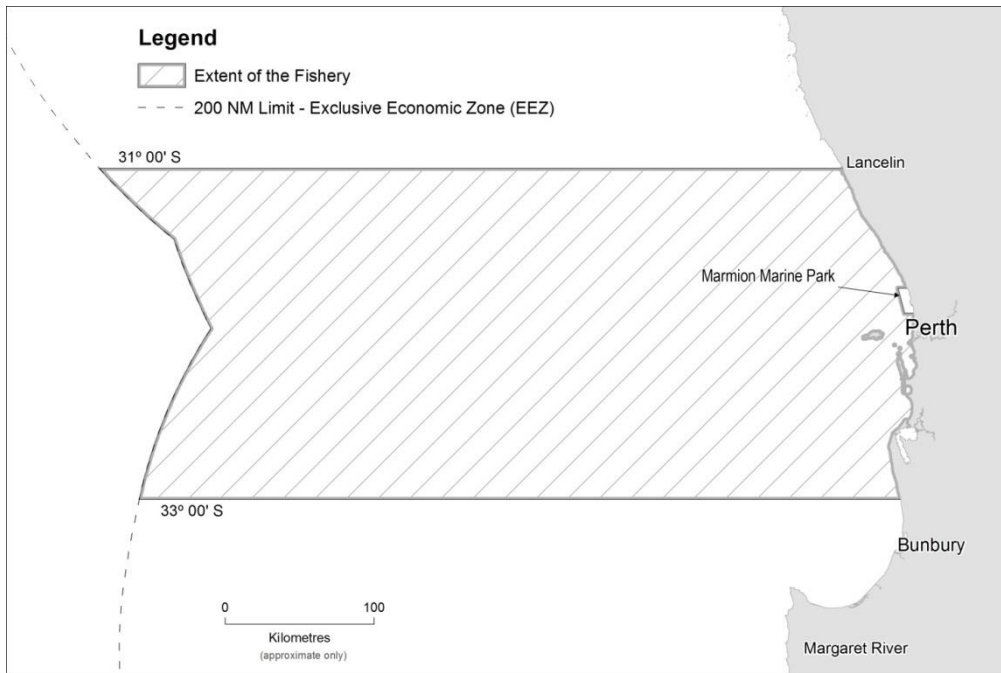 Legend
Extent of the Fishery
200 NM Limit - Exclusive Economic Zone (EEZ)
31º 00' S
Lancelin
Marmion Marine Park
Perth
33º 00' S
Bunbury
0 100
Kilometres
(approximate only)
Margaret River